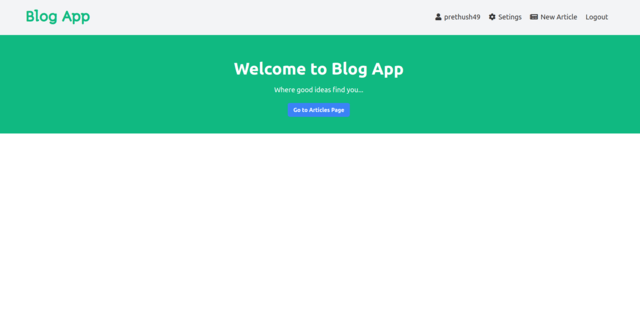 Blog App
prethush49 Setings New Article Logout
Welcome to Blog App
Where good ideas find you...
Go to Articles Page